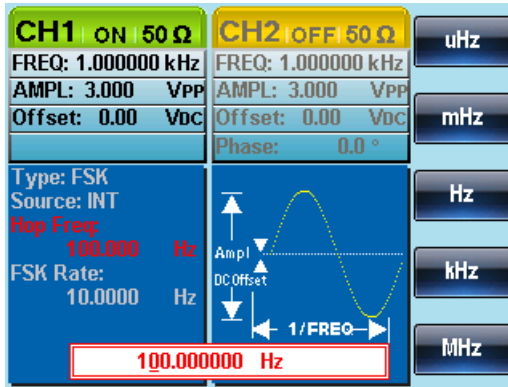 CH1 ON 50 Ω
FREQ: 1.000000 kHz
AMPL: 3.000 VPP
Offset: 0.00 VDC
CH2 OFF 50 Ω
FREQ: 1.000000 kHz
AMPL: 3.000 VPP
Offset: 0.00 VDC
Phase: 0.0 °
Type: FSK
Source: INT
Hop Freq:
100.000 Hz
FSK Rate:
10.0000 Hz
Ampl
DC Offset
1/FREQ
100.000000 Hz
uHz
mHz
Hz
kHz
MHz